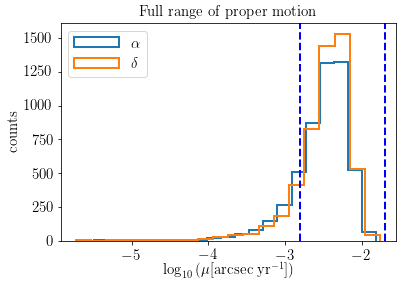 Full range of proper motion
α
δ
counts
1500
1250
1000
750
500
250
0
−5
−4
−3
−2
log₁₀(μ[arcsec yr⁻¹])